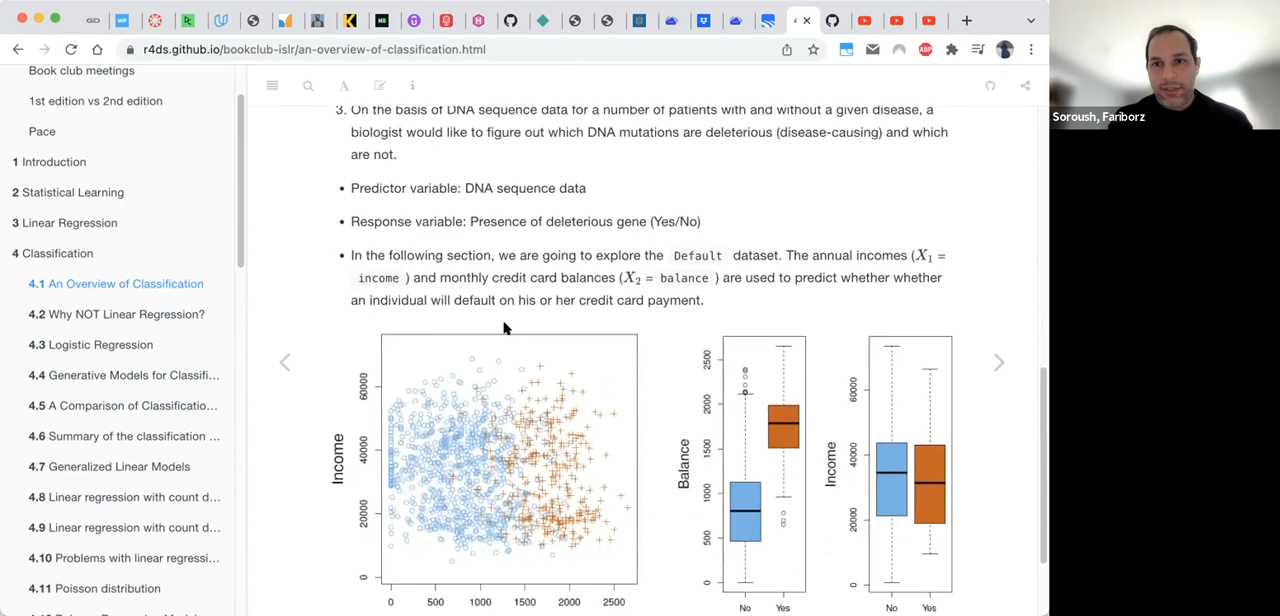 r4ds.github.io/bookclub-islr/an-overview-of-classification.html
Book club meetings
1st edition vs 2nd edition
Pace
1 Introduction
2 Statistical Learning
3 Linear Regression
4 Classification
4.1 An Overview of Classification
4.2 Why NOT Linear Regression?
4.3 Logistic Regression
4.4 Generative Models for Classifi...
4.5 A Comparison of Classificatio...
4.6 Summary of the classification ...
4.7 Generalized Linear Models
4.8 Linear regression with count d...
4.9 Linear regression with count d...
4.10 Problems with linear regressi...
4.11 Poisson distribution
3. On the basis of DNA sequence data for a number of patients with and without a given disease, a
biologist would like to figure out which DNA mutations are deleterious (disease-causing) and which
are not.
• Predictor variable: DNA sequence data
• Response variable: Presence of deleterious gene (Yes/No)
• In the following section, we are going to explore the Default dataset. The annual incomes (X₁ =
income ) and monthly credit card balances (X₂ = balance ) are used to predict whether whether
an individual will default on his or her credit card payment.
Income
60000
40000
20000
0
0 500 1000 1500 2000 2500
Balance
2500
2000
1500
1000
500
0
No Yes
Income
60000
40000
20000
0
No Yes
Soroush, Fariborz